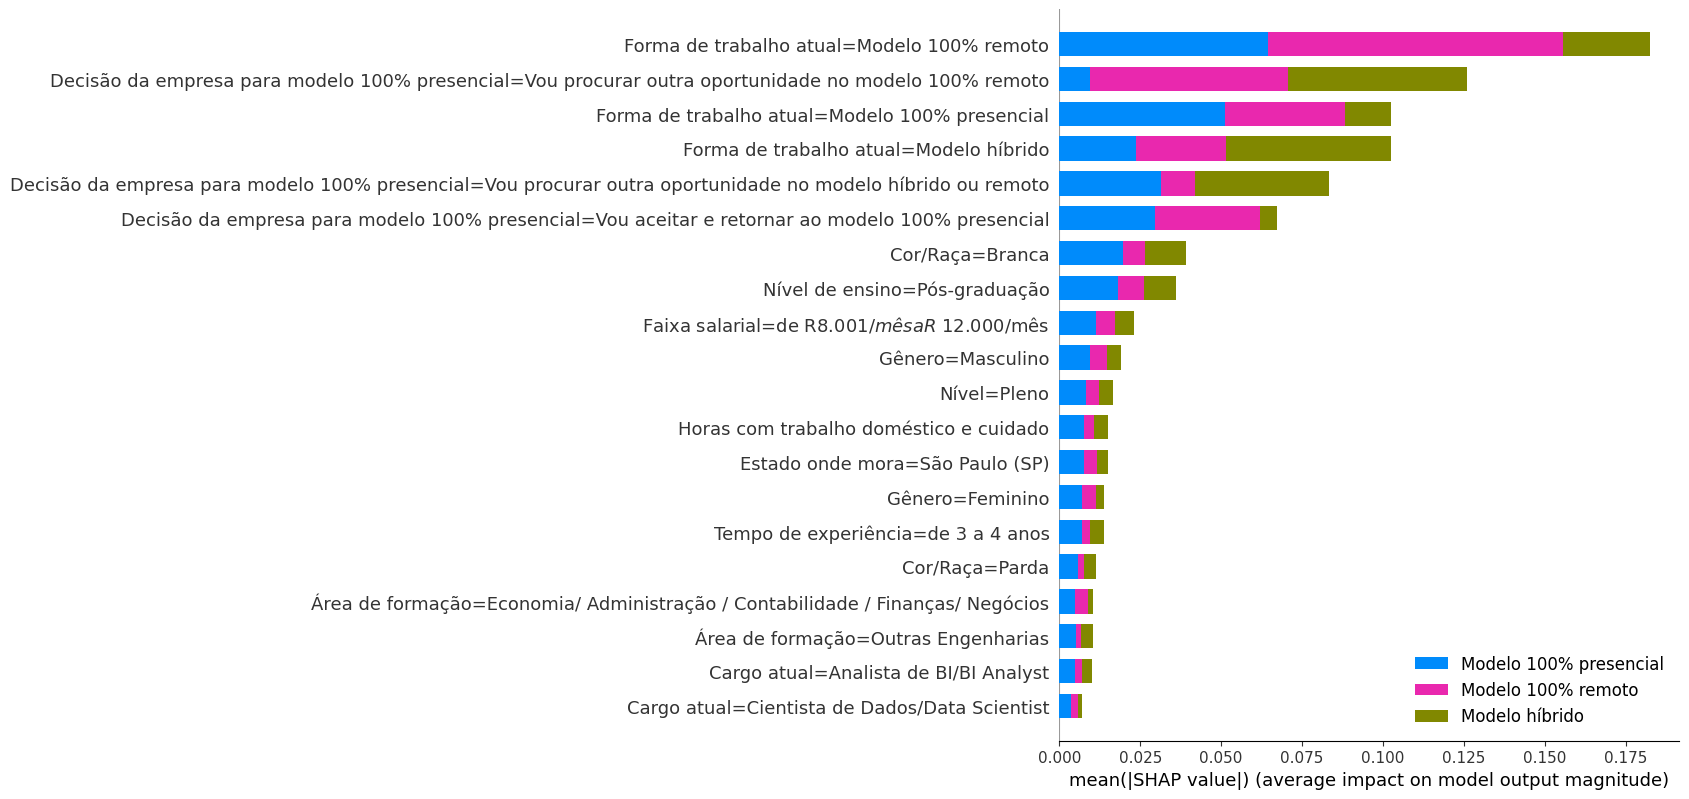 Forma de trabalho atual=Modelo 100% remoto
Decisão da empresa para modelo 100% presencial=Vou procurar outra oportunidade no modelo 100% remoto
Forma de trabalho atual=Modelo 100% presencial
Forma de trabalho atual=Modelo híbrido
Decisão da empresa para modelo 100% presencial=Vou procurar outra oportunidade no modelo híbrido ou remoto
Decisão da empresa para modelo 100% presencial=Vou aceitar e retornar ao modelo 100% presencial
Cor/Raça=Branca
Nível de ensino=Pós-graduação
Faixa salarial=de R8.001/mêsaR 12.000/mês
Gênero=Masculino
Nível=Pleno
Horas com trabalho doméstico e cuidado
Estado onde mora=São Paulo (SP)
Gênero=Feminino
Tempo de experiência=de 3 a 4 anos
Cor/Raça=Parda
Área de formação=Economia/ Administração / Contabilidade / Finanças/ Negócios
Área de formação=Outras Engenharias
Cargo atual=Analista de BI/BI Analyst
Cargo atual=Cientista de Dados/Data Scientist
Modelo 100% presencial
Modelo 100% remoto
Modelo híbrido
0.000 0.025 0.050 0.075 0.100 0.125 0.150 0.175
mean(|SHAP value|) (average impact on model output magnitude)